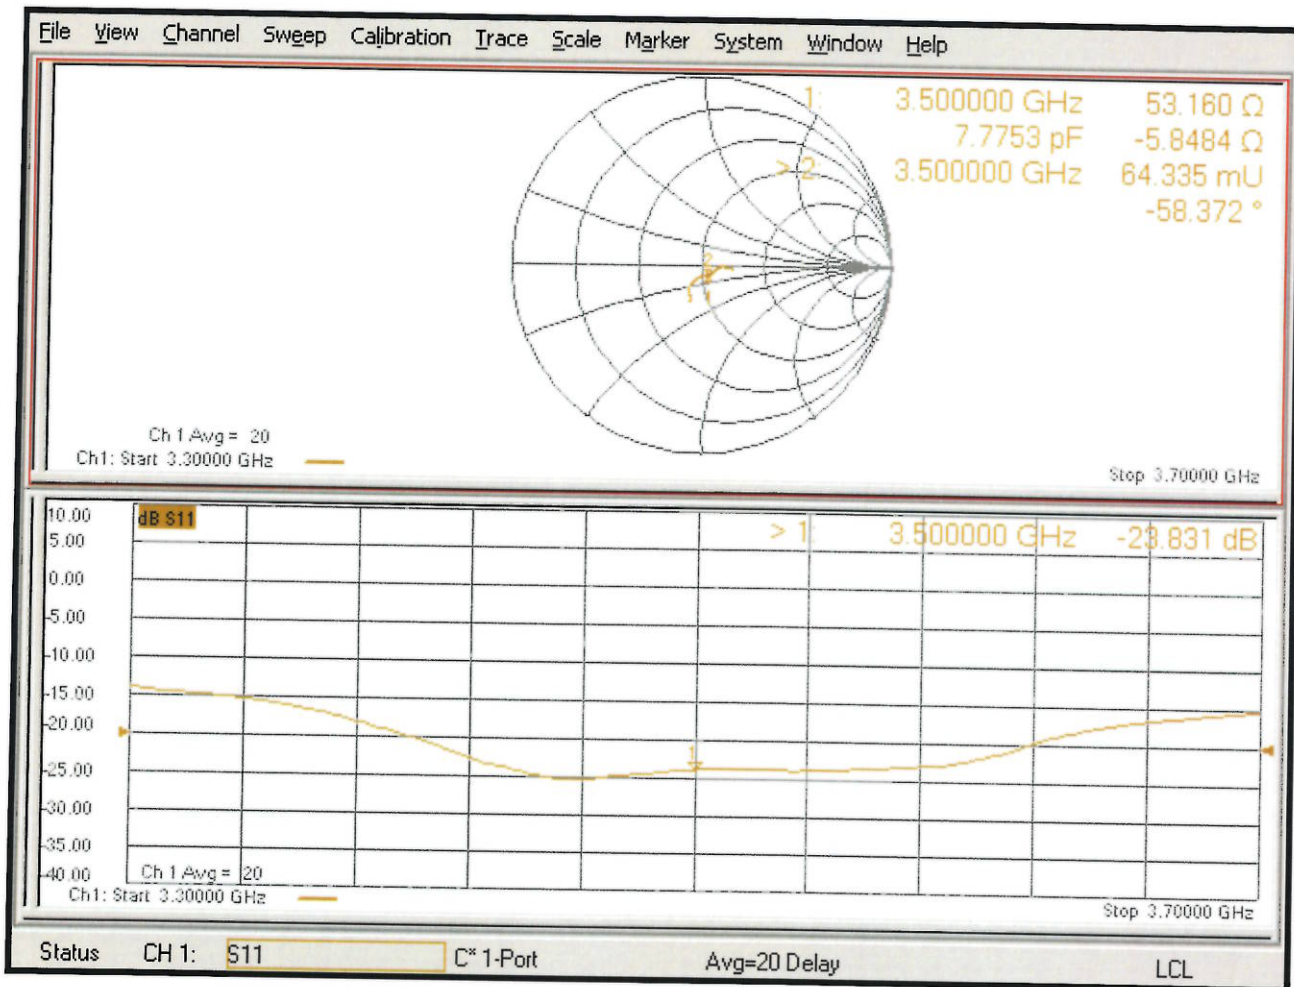 File View Channel Sweep Calibration Trace Scale Marker System Window Help
1: 3.500000 GHz 53.160 Ω
7.7753 pF -5.8484 Ω
> 2: 3.500000 GHz 64.335 mU
-58.372 °
2
1
Ch 1 Avg = 20
Ch1: Start 3.30000 GHz
Stop 3.70000 GHz
10.00
dB S11
> 1: 3.500000 GHz -23.831 dB
5.00
0.00
-5.00
-10.00
-15.00
-20.00
1
-25.00
-30.00
-35.00
-40.00
Ch 1 Avg = 20
Ch1: Start 3.30000 GHz
Stop 3.70000 GHz
Status CH 1: S11 C* 1-Port Avg=20 Delay LCL